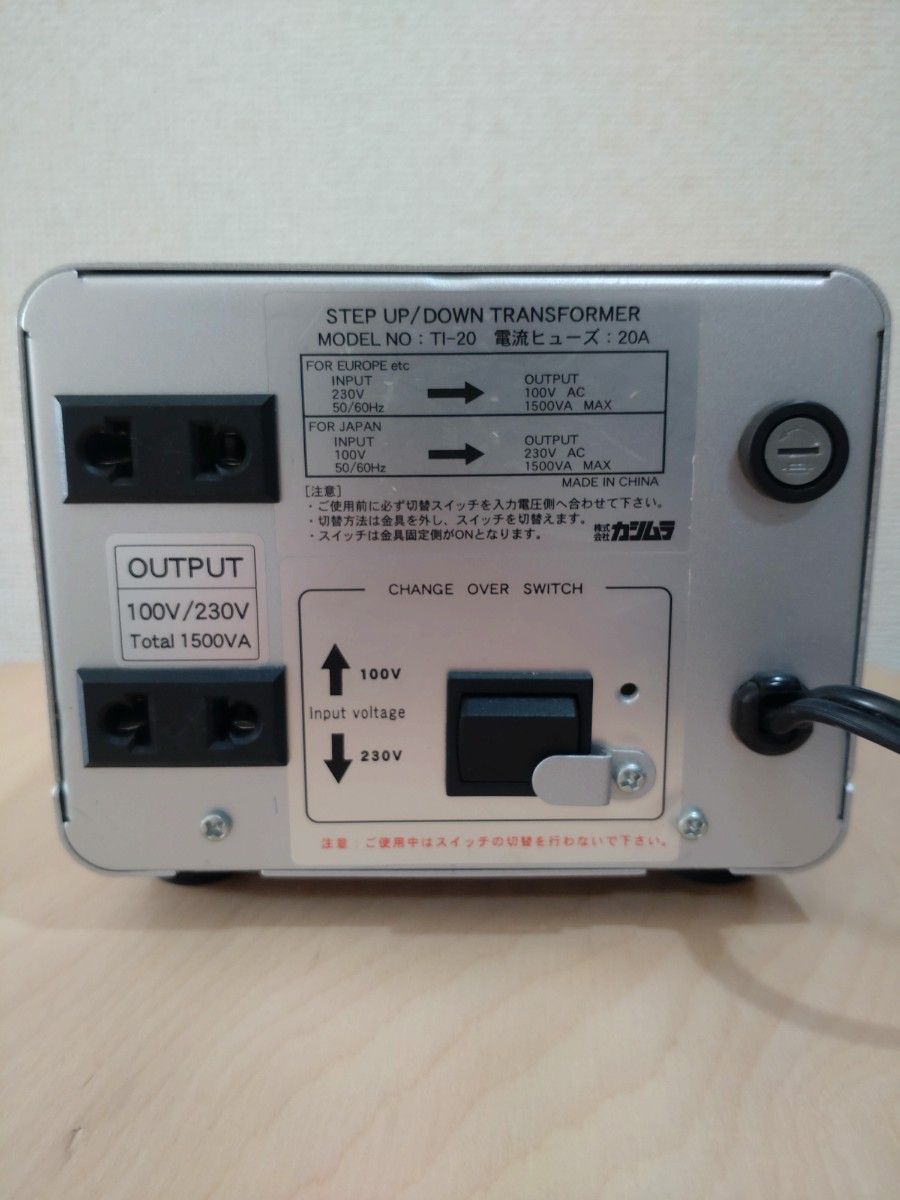 STEP UP/DOWN TRANSFORMER
MODEL NO : TI-20 電流ヒューズ : 20A
FOR EUROPE etc
INPUT
230V
50/60Hz
OUTPUT
100V AC
1500VA MAX
FOR JAPAN
INPUT
100V
50/60Hz
OUTPUT
230V AC
1500VA MAX
MADE IN CHINA
[注意]
・ご使用前に必ず切替スイッチを入力電圧側へ合わせて下さい。
・切替方法は金具を外し、スイッチを切替えます。
・スイッチは金具固定側がONとなります。
株式会社 カシムラ
OUTPUT
100V/230V
Total 1500VA
CHANGE OVER SWITCH
100V
Input voltage
230V
注意 : ご使用中はスイッチの切替を行わないで下さい。